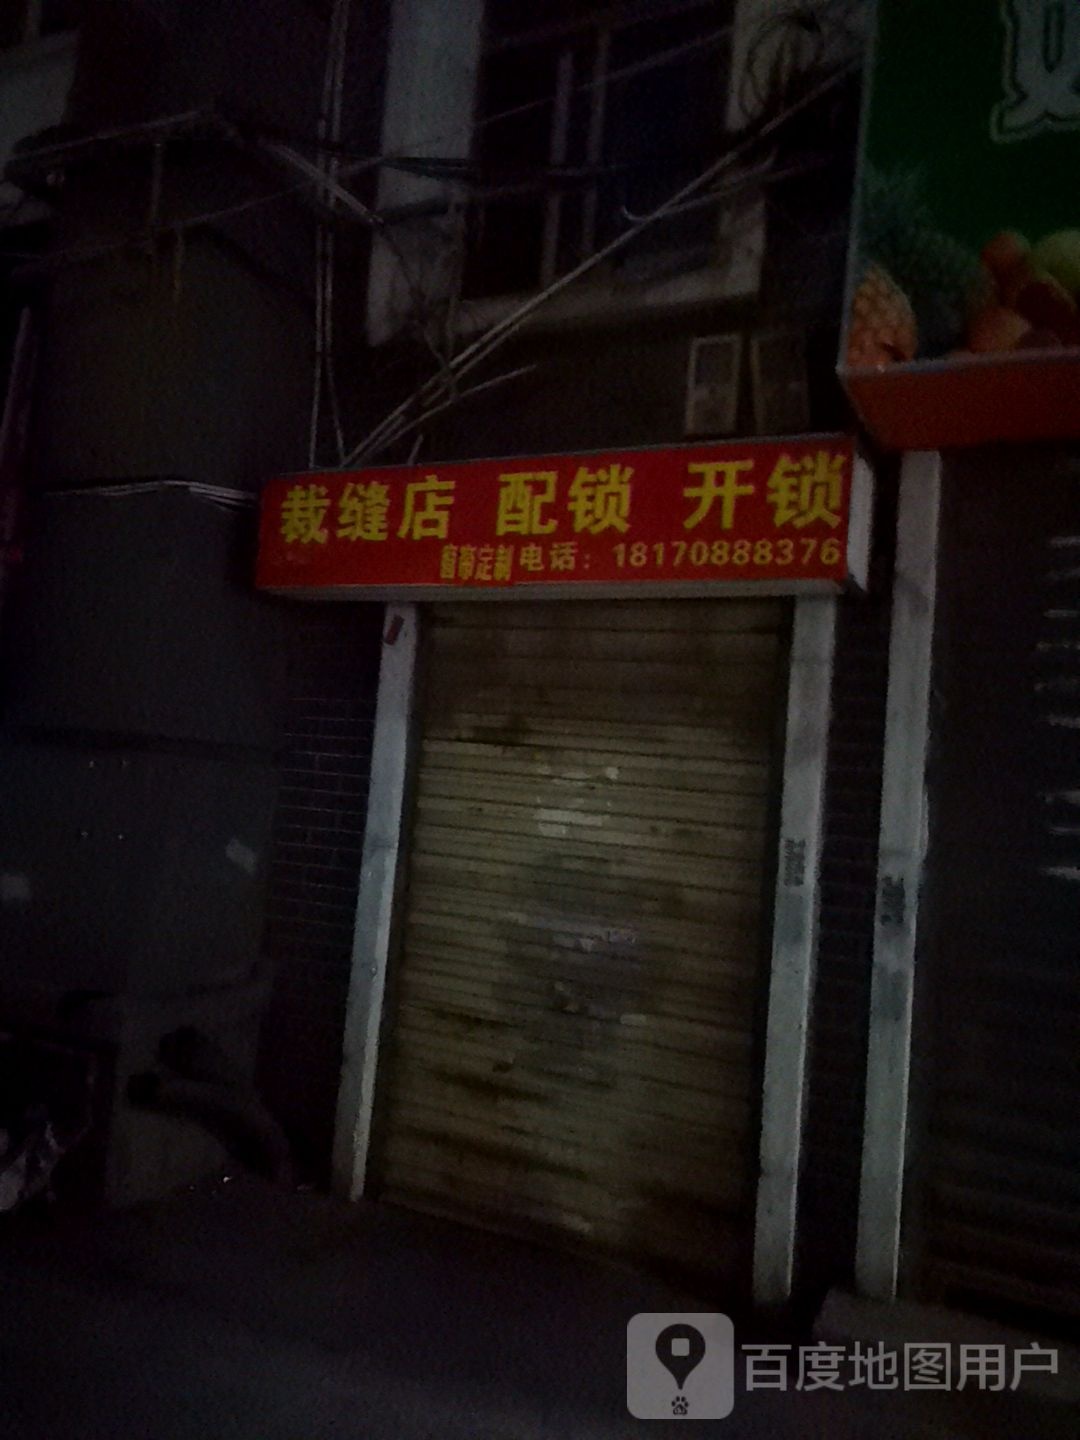 裁缝店 配锁 开锁
窗帘定制 电话：18170888376
百度地图用户